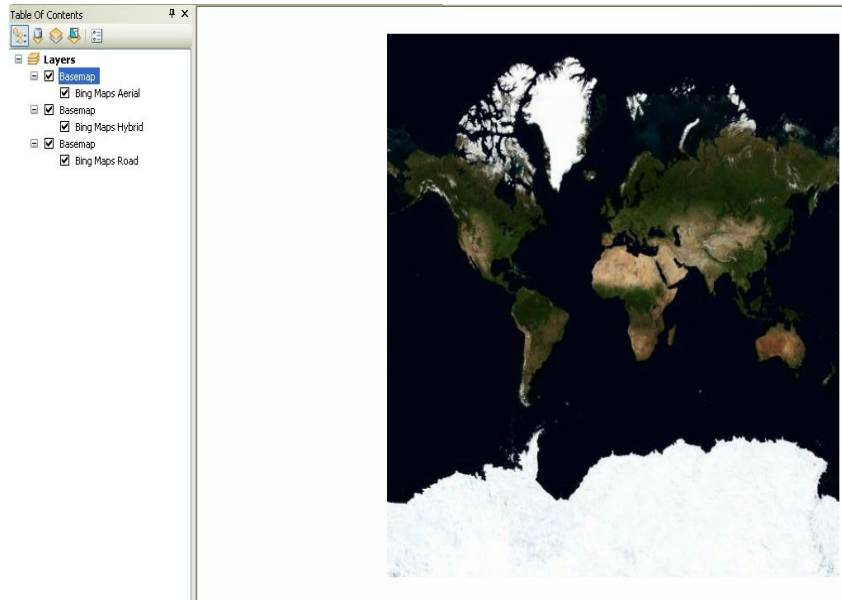 Table Of Contents
Layers
Basemap
Bing Maps Aerial
Basemap
Bing Maps Hybrid
Basemap
Bing Maps Road